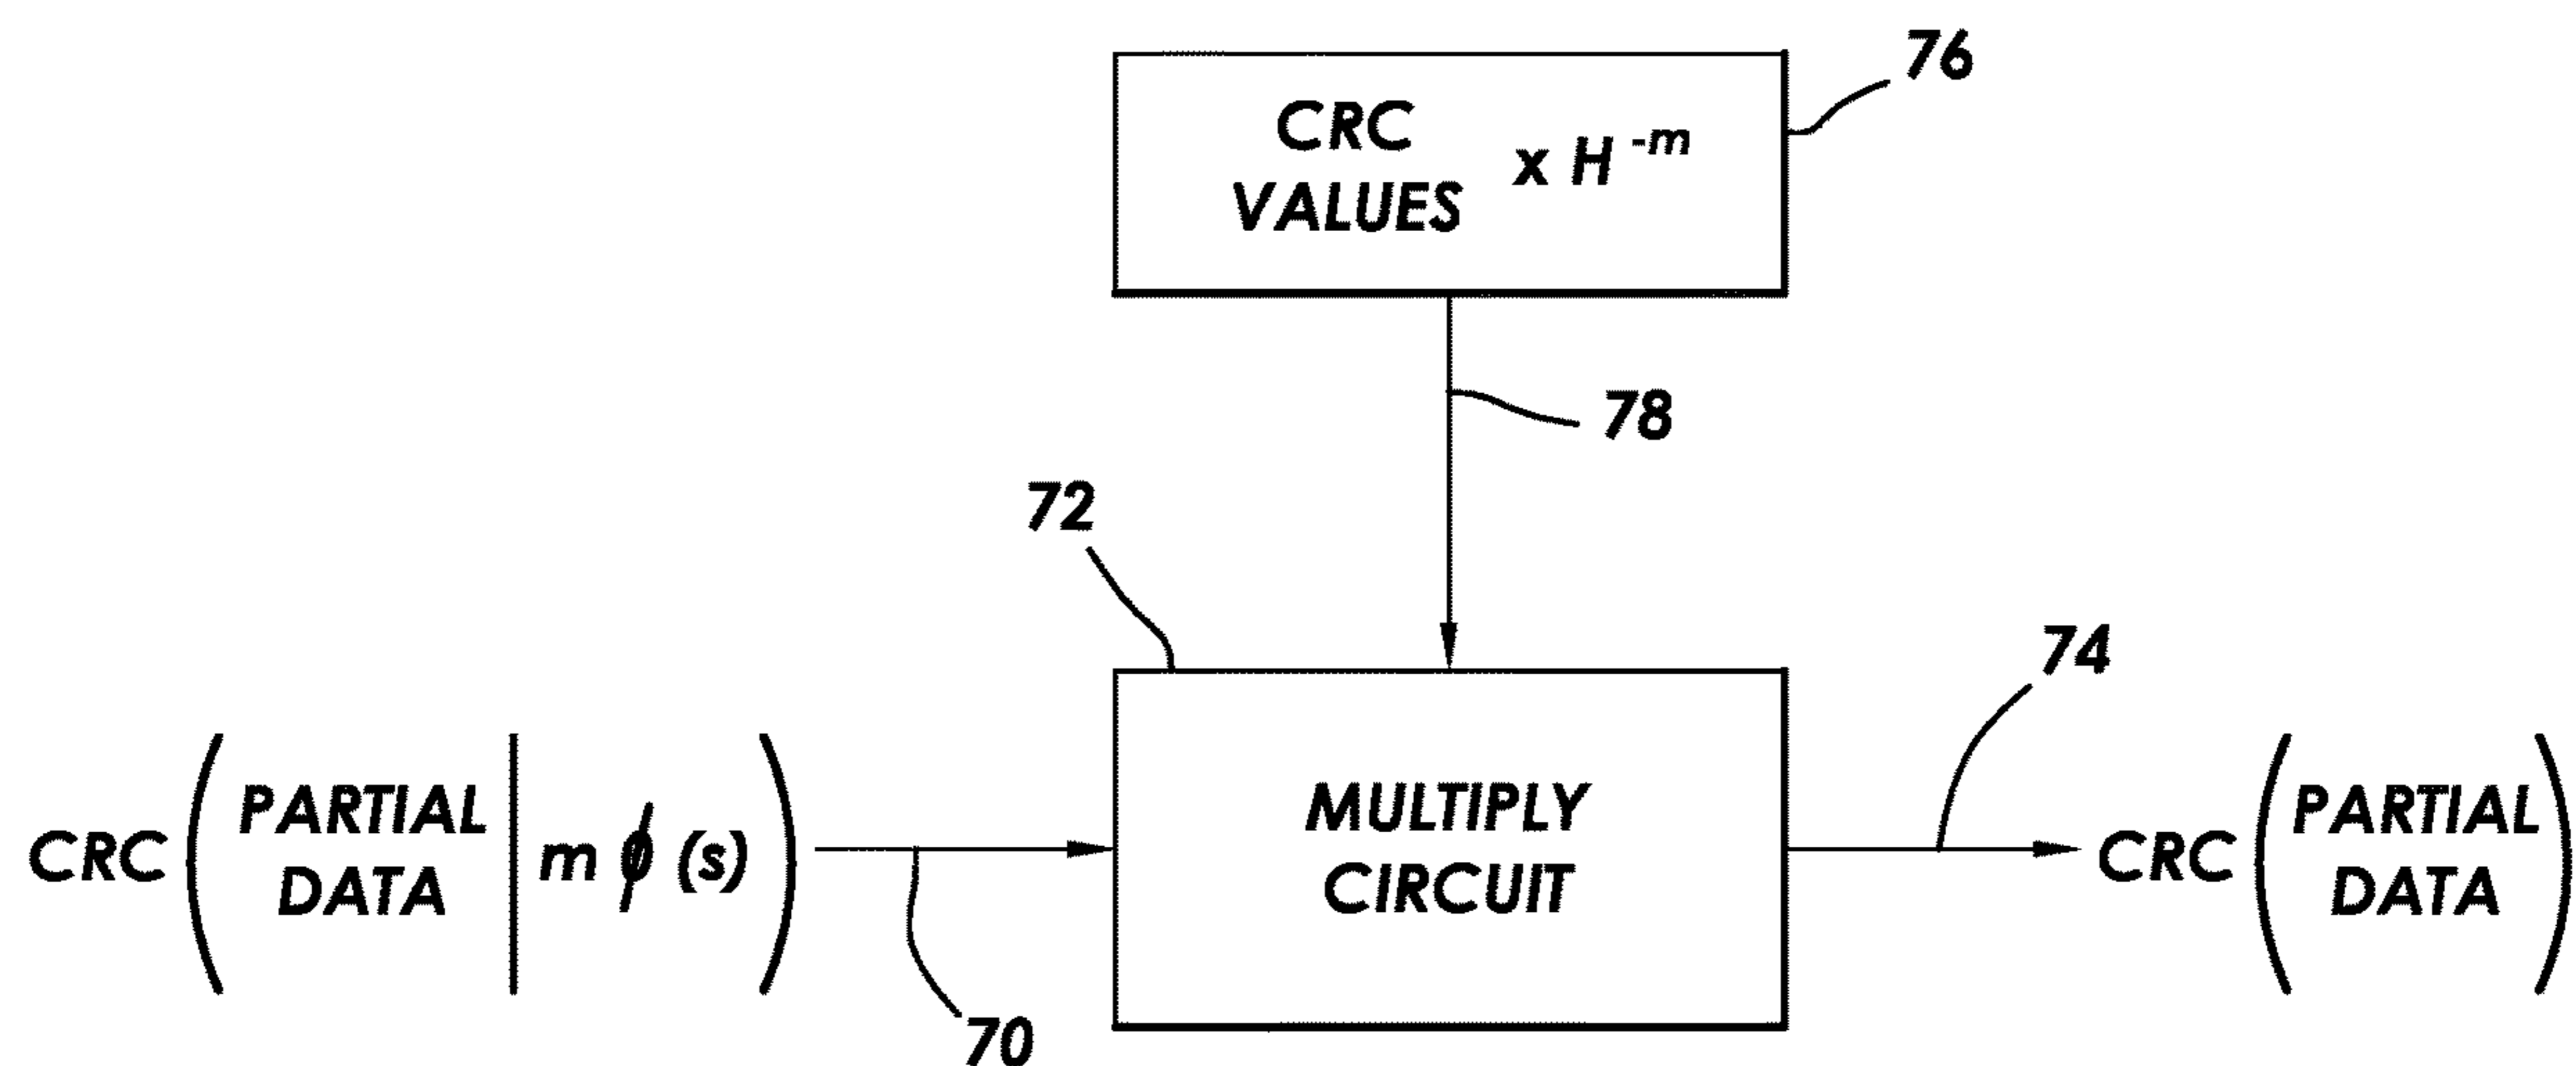 76
CRC
VALUES x H -m
78
72
74
CRC ( PARTIAL DATA | m ϕ (s) )
MULTIPLY
CIRCUIT
CRC ( PARTIAL DATA )
70